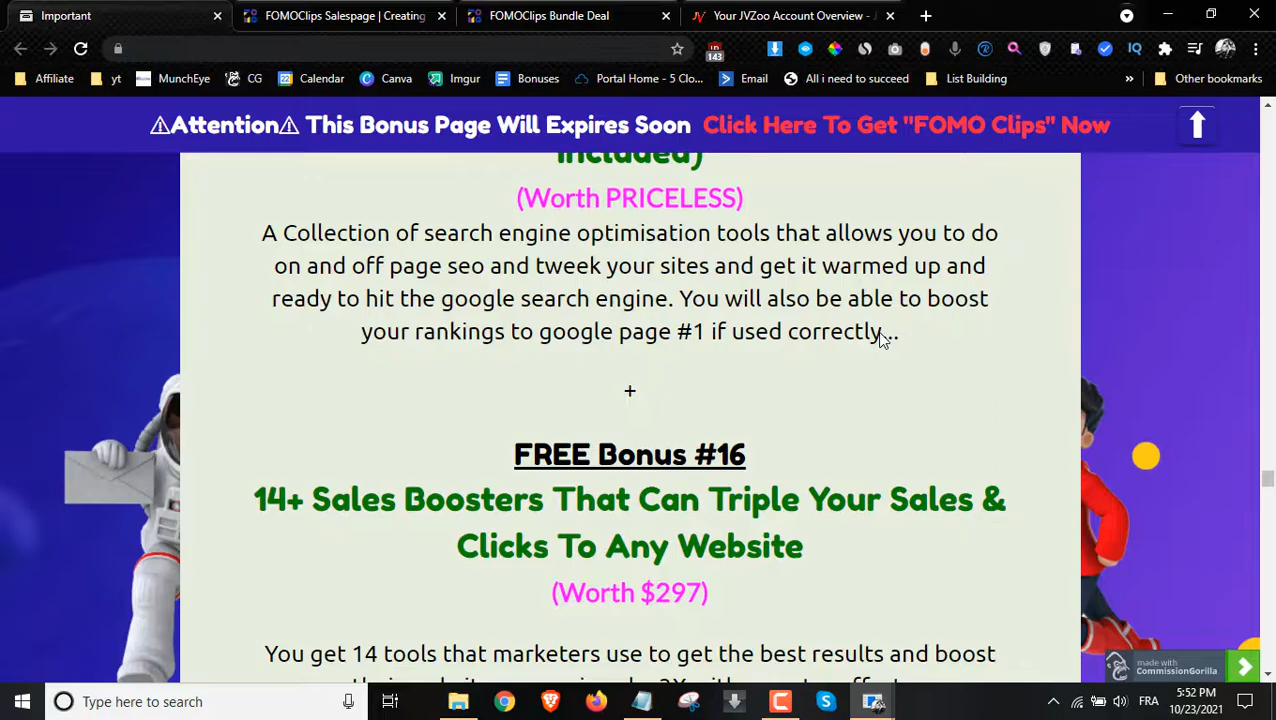 Important
FOMOClips Salespage | Creating
FOMOClips Bundle Deal
Your JVZoo Account Overview -
143
IQ
Affiliate
yt
MunchEye
CG
Calendar
Canva
Imgur
Bonuses
Portal Home - 5 Clo...
Email
All i need to succeed
List Building
»
Other bookmarks
⚠Attention⚠ This Bonus Page Will Expires Soon Click Here To Get "FOMO Clips" Now
Included)
(Worth PRICELESS)
A Collection of search engine optimisation tools that allows you to do
on and off page seo and tweek your sites and get it warmed up and
ready to hit the google search engine. You will also be able to boost
your rankings to google page #1 if used correctly...
+
FREE Bonus #16
14+ Sales Boosters That Can Triple Your Sales &
Clicks To Any Website
(Worth $297)
You get 14 tools that marketers use to get the best results and boost
made with
CommissionGorilla
Type here to search
FRA
5:52 PM
10/23/2021